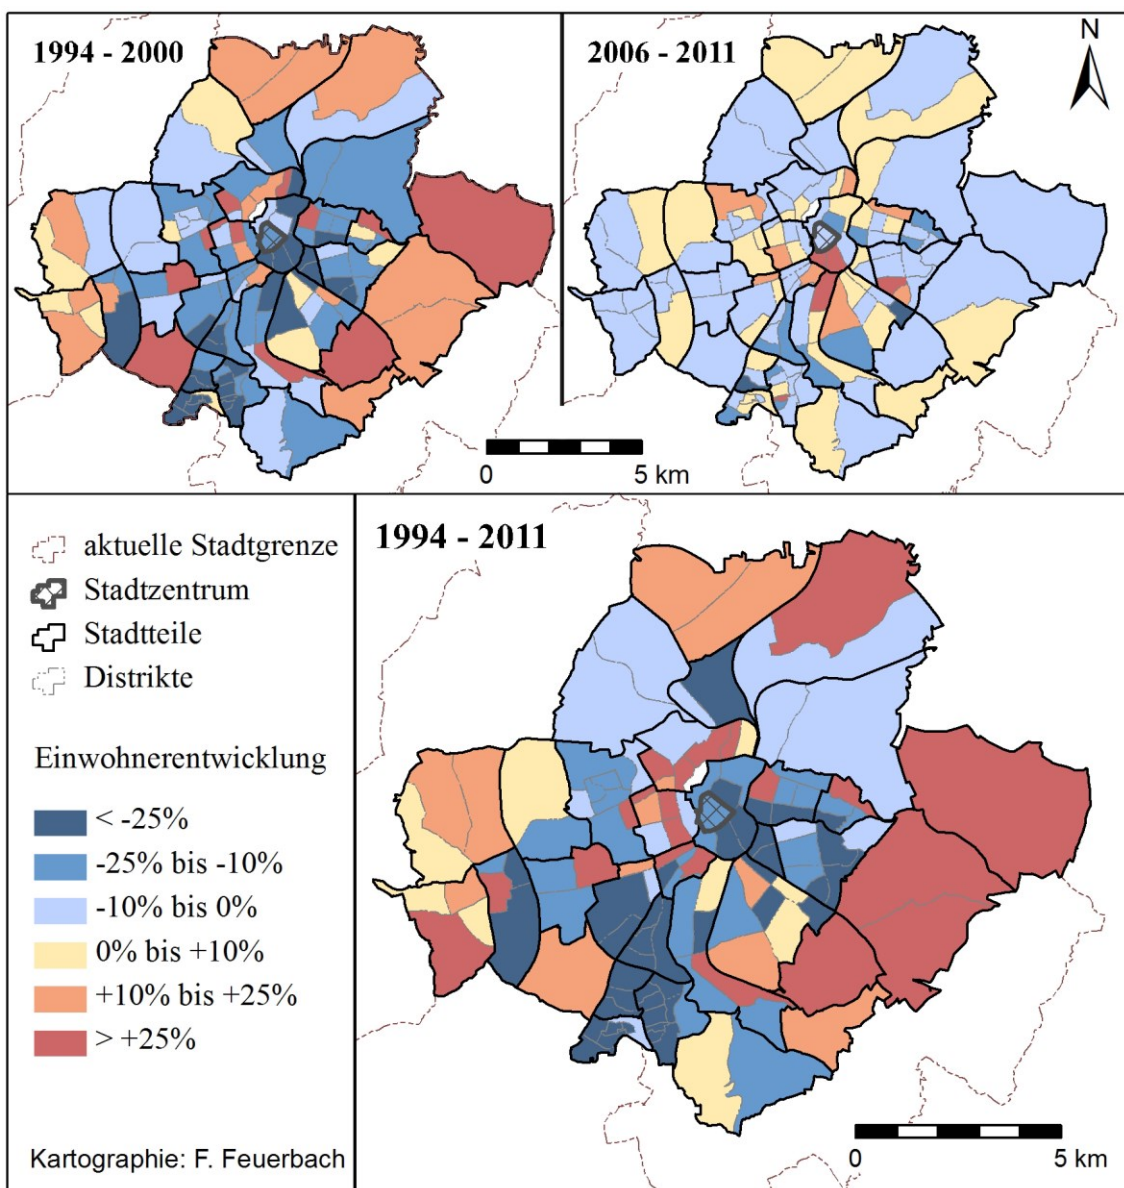 1994 - 2000
2006 - 2011
N
0 5 km
1994 - 2011
aktuelle Stadtgrenze
Stadtzentrum
Stadtteile
Distrikte
Einwohnerentwicklung
< -25%
-25% bis -10%
-10% bis 0%
0% bis +10%
+10% bis +25%
> +25%
Kartographie: F. Feuerbach
0 5 km